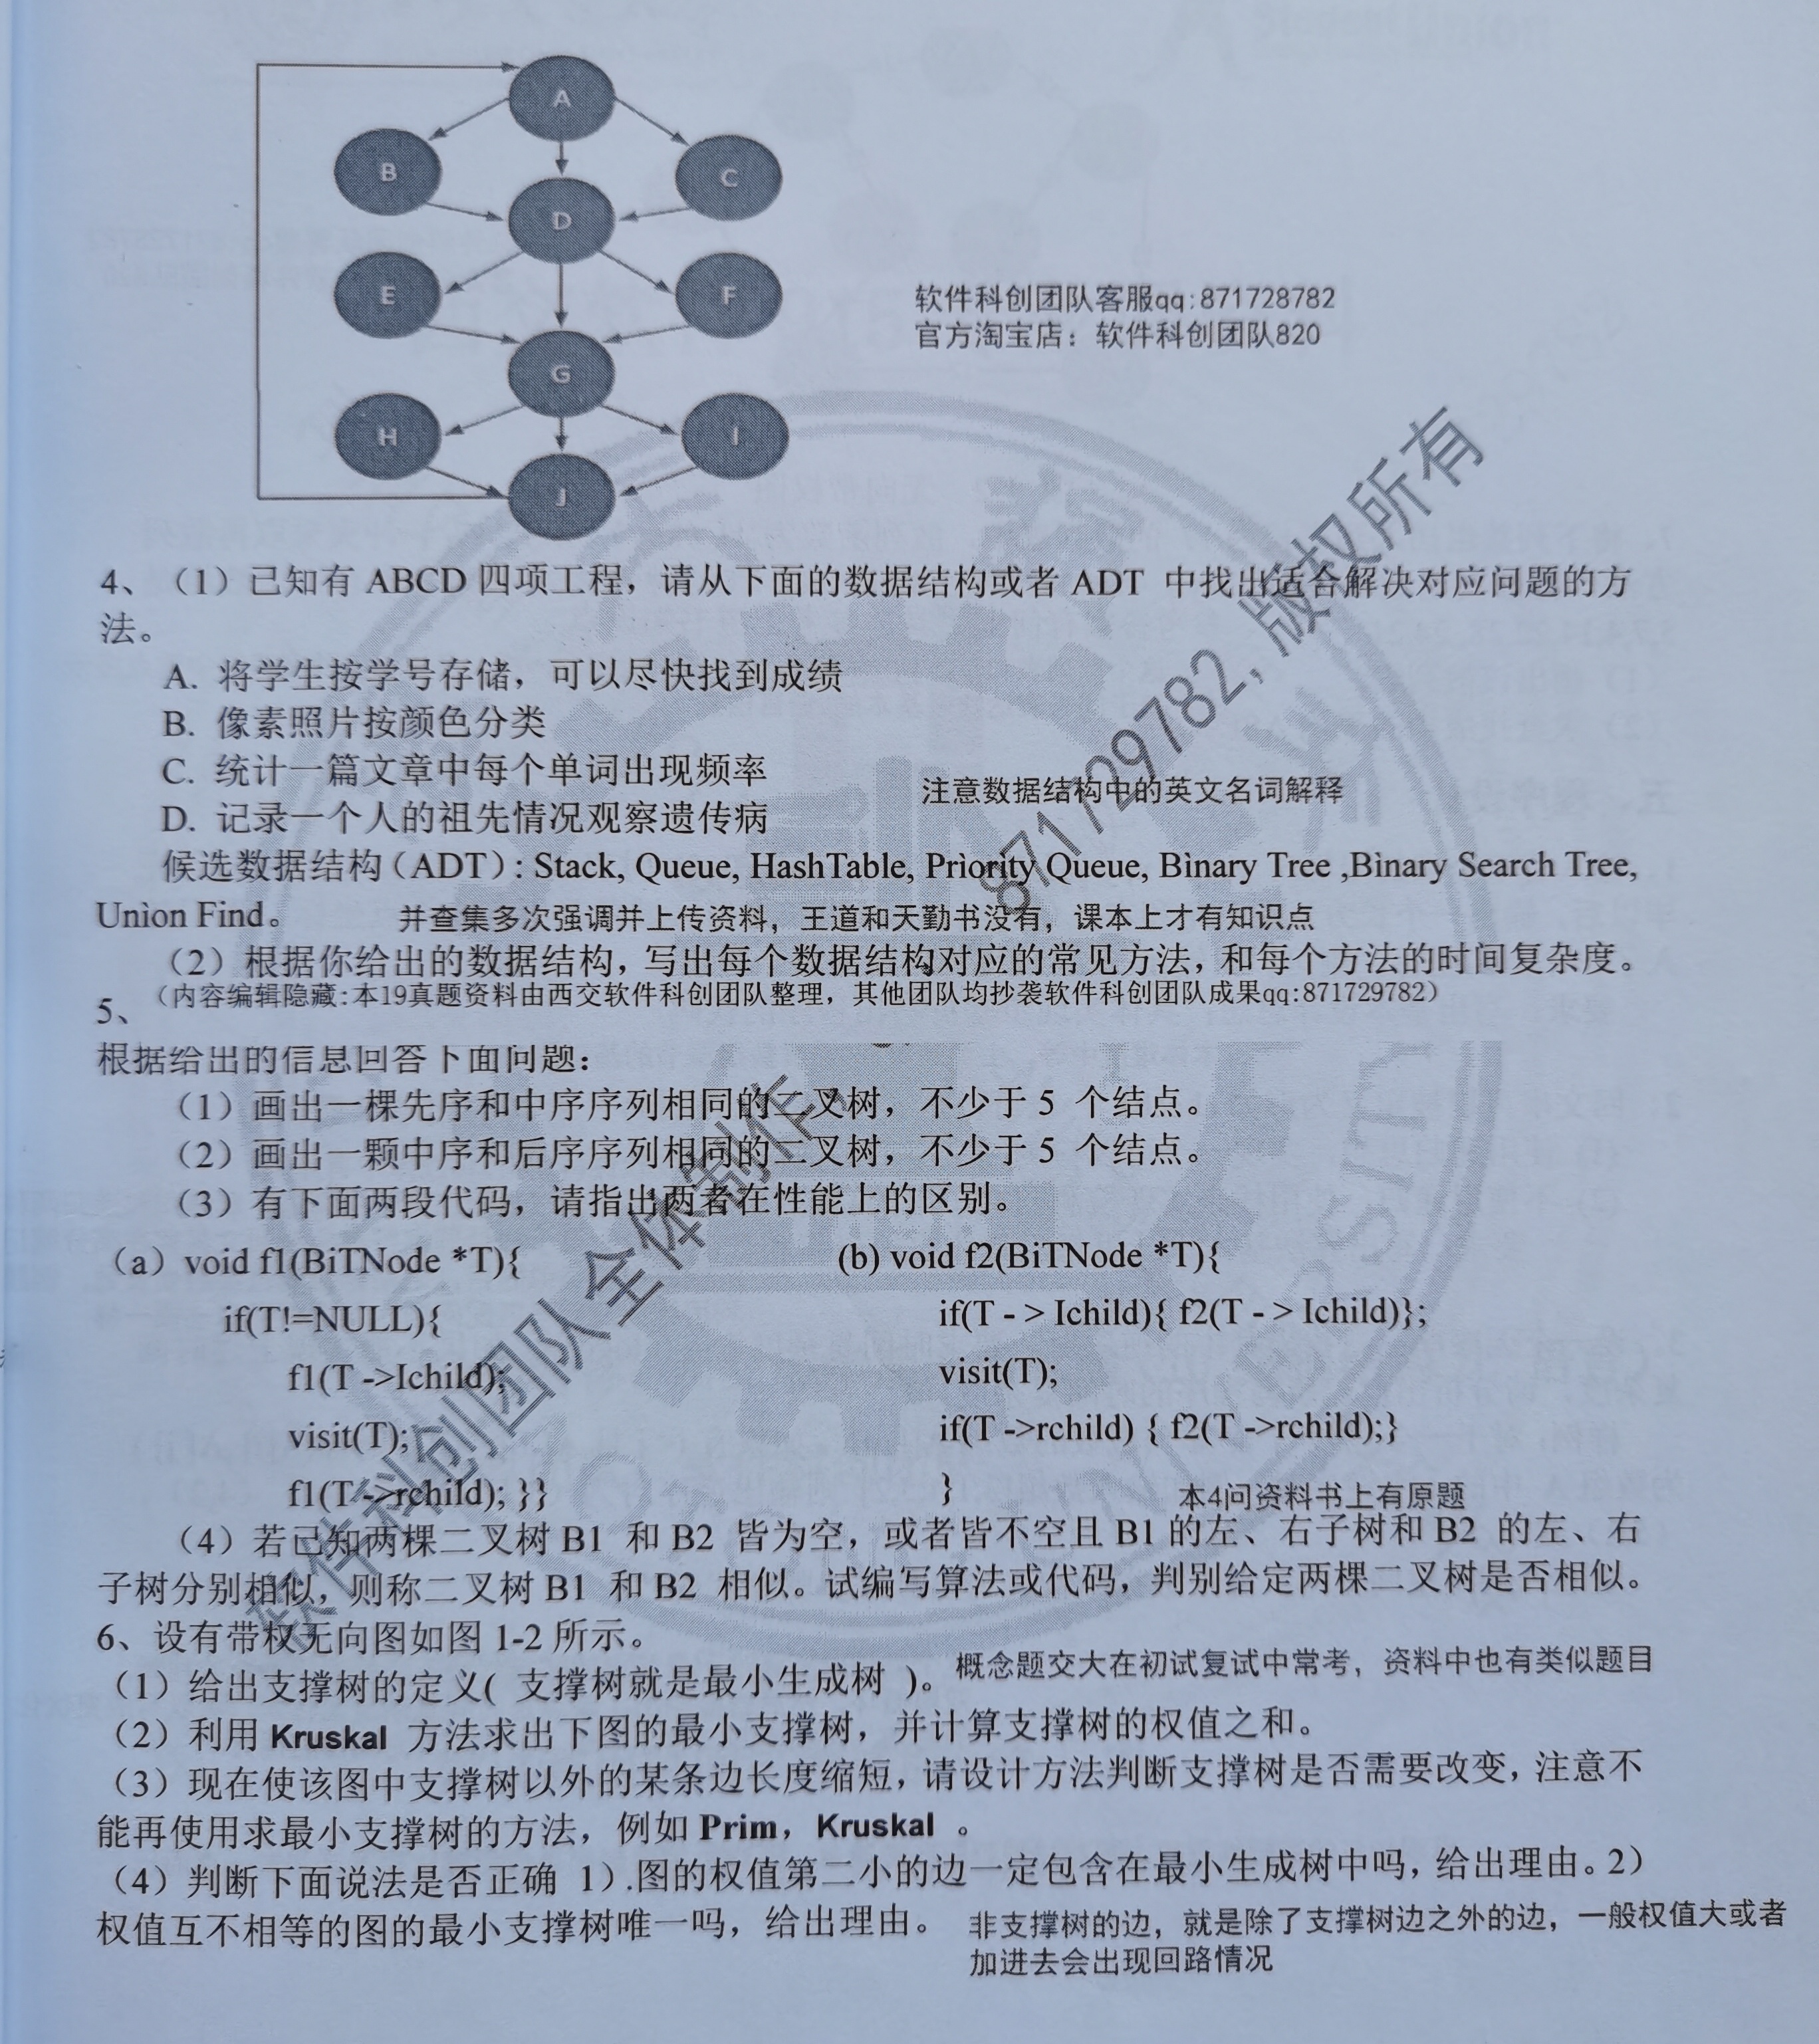 A
B
C
D
E
F
G
H
I
J
软件科创团队客服qq:871728782
官方淘宝店：软件科创团队820
4、（1）已知有 ABCD 四项工程，请从下面的数据结构或者 ADT 中找出适合解决对应问题的方
法。
A. 将学生按学号存储，可以尽快找到成绩
B. 像素照片按颜色分类
C. 统计一篇文章中每个单词出现频率
注意数据结构中的英文名词解释
D. 记录一个人的祖先情况观察遗传病
候选数据结构（ADT）: Stack, Queue, HashTable, Priority Queue, Binary Tree ,Binary Search Tree,
Union Find。
并查集多次强调并上传资料，王道和天勤书没有，课本上才有知识点
（2）根据你给出的数据结构，写出每个数据结构对应的常见方法，和每个方法的时间复杂度。
5、
（内容编辑隐藏:本19真题资料由西交软件科创团队整理，其他团队均抄袭软件科创团队成果qq:871729782）
根据给出的信息回答下面问题：
（1）画出一棵先序和中序序列相同的二叉树，不少于 5 个结点。
（2）画出一颗中序和后序序列相同的二叉树，不少于 5 个结点。
（3）有下面两段代码，请指出两者在性能上的区别。
（a）void f1(BiTNode *T){
if(T!=NULL){
f1(T ->Ichild);
visit(T);
f1(T ->rchild); }}
(b) void f2(BiTNode *T){
if(T - > Ichild){ f2(T - > Ichild)};
visit(T);
if(T ->rchild) { f2(T ->rchild);}
}
本4问资料书上有原题
（4）若已知两棵二叉树 B1 和 B2 皆为空，或者皆不空且 B1 的左、右子树和 B2 的左、右
子树分别相似，则称二叉树 B1 和 B2 相似。试编写算法或代码，判别给定两棵二叉树是否相似。
6、设有带权无向图如图 1-2 所示。
（1）给出支撑树的定义( 支撑树就是最小生成树 )。
概念题交大在初试复试中常考，资料中也有类似题目
（2）利用 Kruskal 方法求出下图的最小支撑树，并计算支撑树的权值之和。
（3）现在使该图中支撑树以外的某条边长度缩短，请设计方法判断支撑树是否需要改变，注意不
能再使用求最小支撑树的方法，例如 Prim，Kruskal 。
（4）判断下面说法是否正确 1）.图的权值第二小的边一定包含在最小生成树中吗，给出理由。2）
权值互不相等的图的最小支撑树唯一吗，给出理由。
非支撑树的边，就是除了支撑树边之外的边，一般权值大或者
加进去会出现回路情况
软件科创团队全体制作，
871729782，版权所有